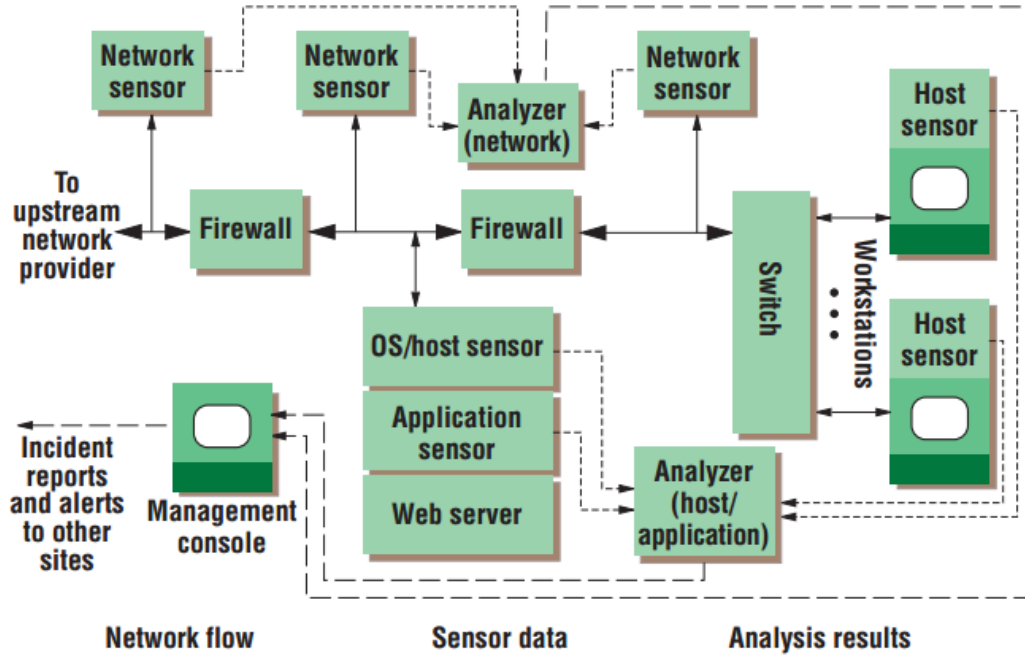 Network
sensor
Network
sensor
Analyzer
(network)
Network
sensor
Host
sensor
To
upstream
network
provider
Firewall
Firewall
Switch
Workstations
Host
sensor
OS/host sensor
Application
sensor
Web server
Analyzer
(host/
application)
Management
console
Incident
reports
and alerts
to other
sites
Network flow
Sensor data
Analysis results